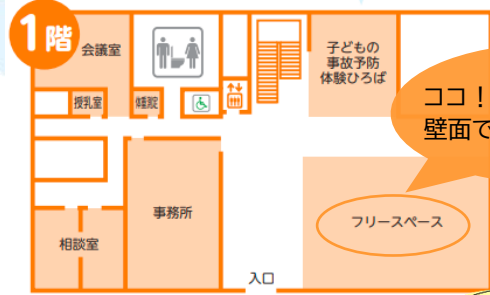 1階
会議室
子どもの
事故予防
体験ひろば
ココ!
壁面で
授乳室
事務所
フリースペース
相談室
入口